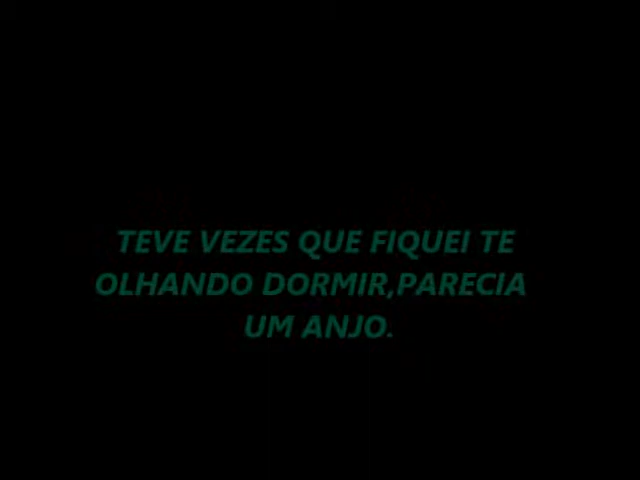 TEVE VEZES QUE FIQUEI TE
OLHANDO DORMIR,PARECIA
UM ANJO.